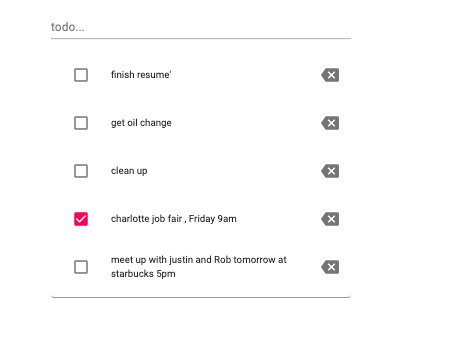 todo...
finish resume'
get oil change
clean up
charlotte job fair , Friday 9am
meet up with justin and Rob tomorrow at
starbucks 5pm